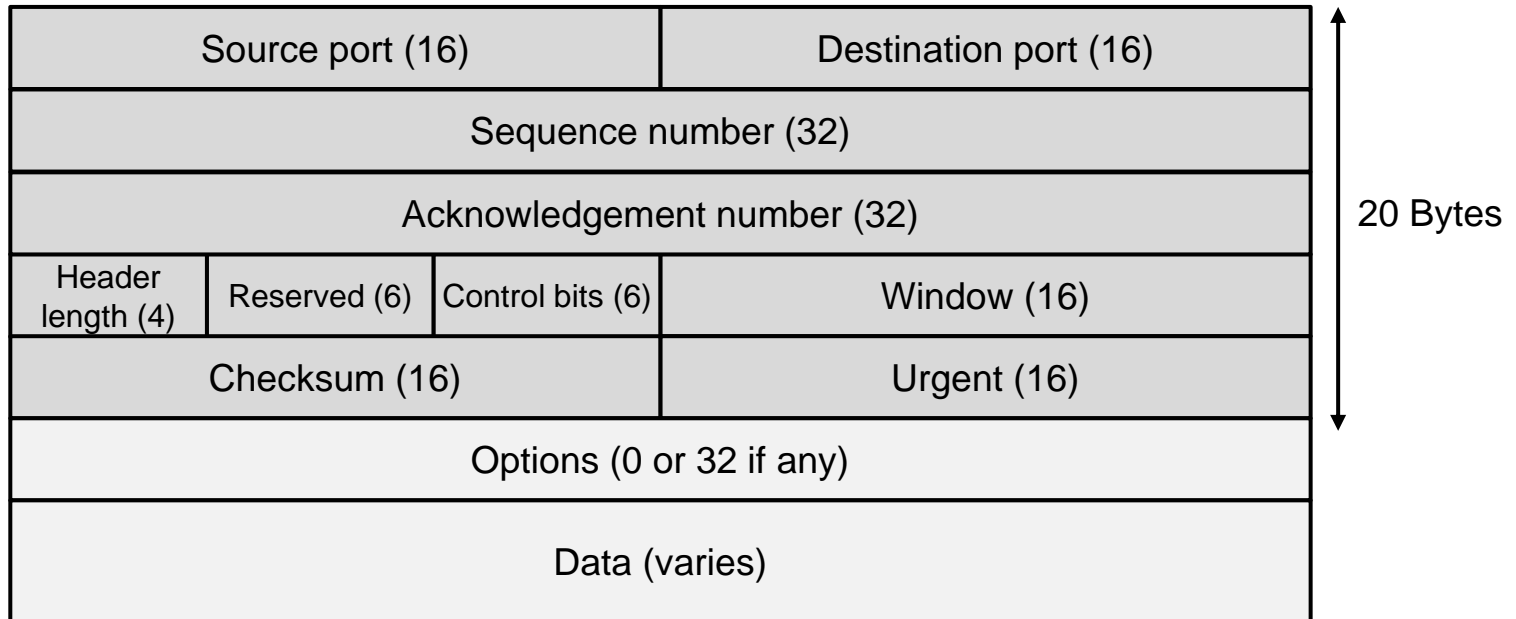 Source port (16)
Destination port (16)
Sequence number (32)
Acknowledgement number (32)
20 Bytes
Header
length (4)
Reserved (6)
Control bits (6)
Window (16)
Checksum (16)
Urgent (16)
Options (0 or 32 if any)
Data (varies)